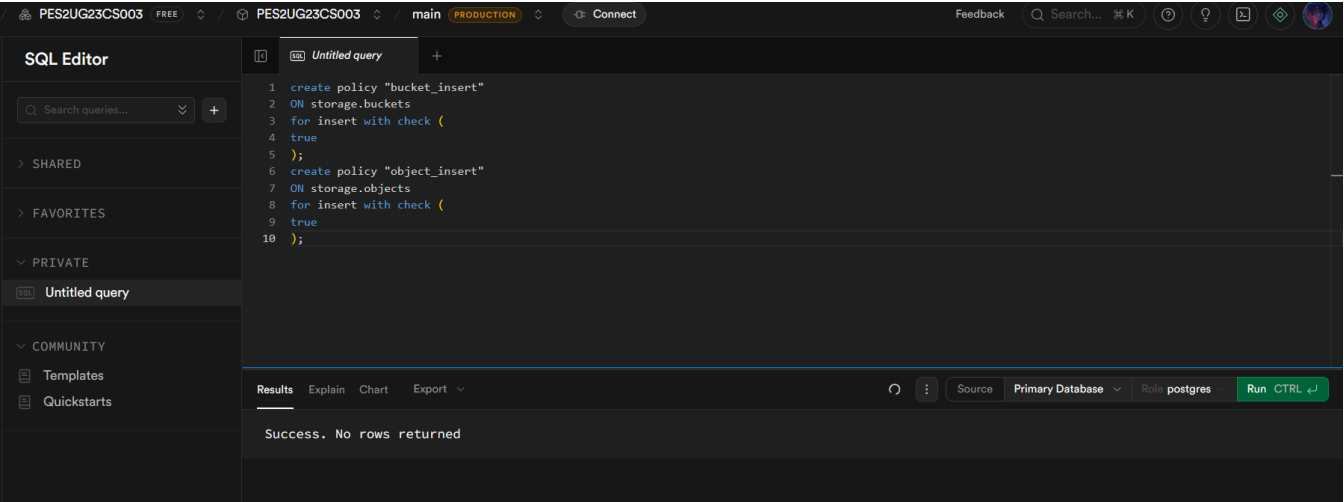 PES2UG23CS003 FREE / PES2UG23CS003 / main PRODUCTION Connect Feedback Search... ⌘ K
SQL Editor
Untitled query
Search queries...
SHARED
FAVORITES
PRIVATE
Untitled query
COMMUNITY
Templates
Quickstarts
1 create policy "bucket_insert"
2 ON storage.buckets
3 for insert with check (
4 true
5 );
6 create policy "object_insert"
7 ON storage.objects
8 for insert with check (
9 true
10 );
Results Explain Chart Export Source Primary Database Role postgres Run CTRL ↵
Success. No rows returned